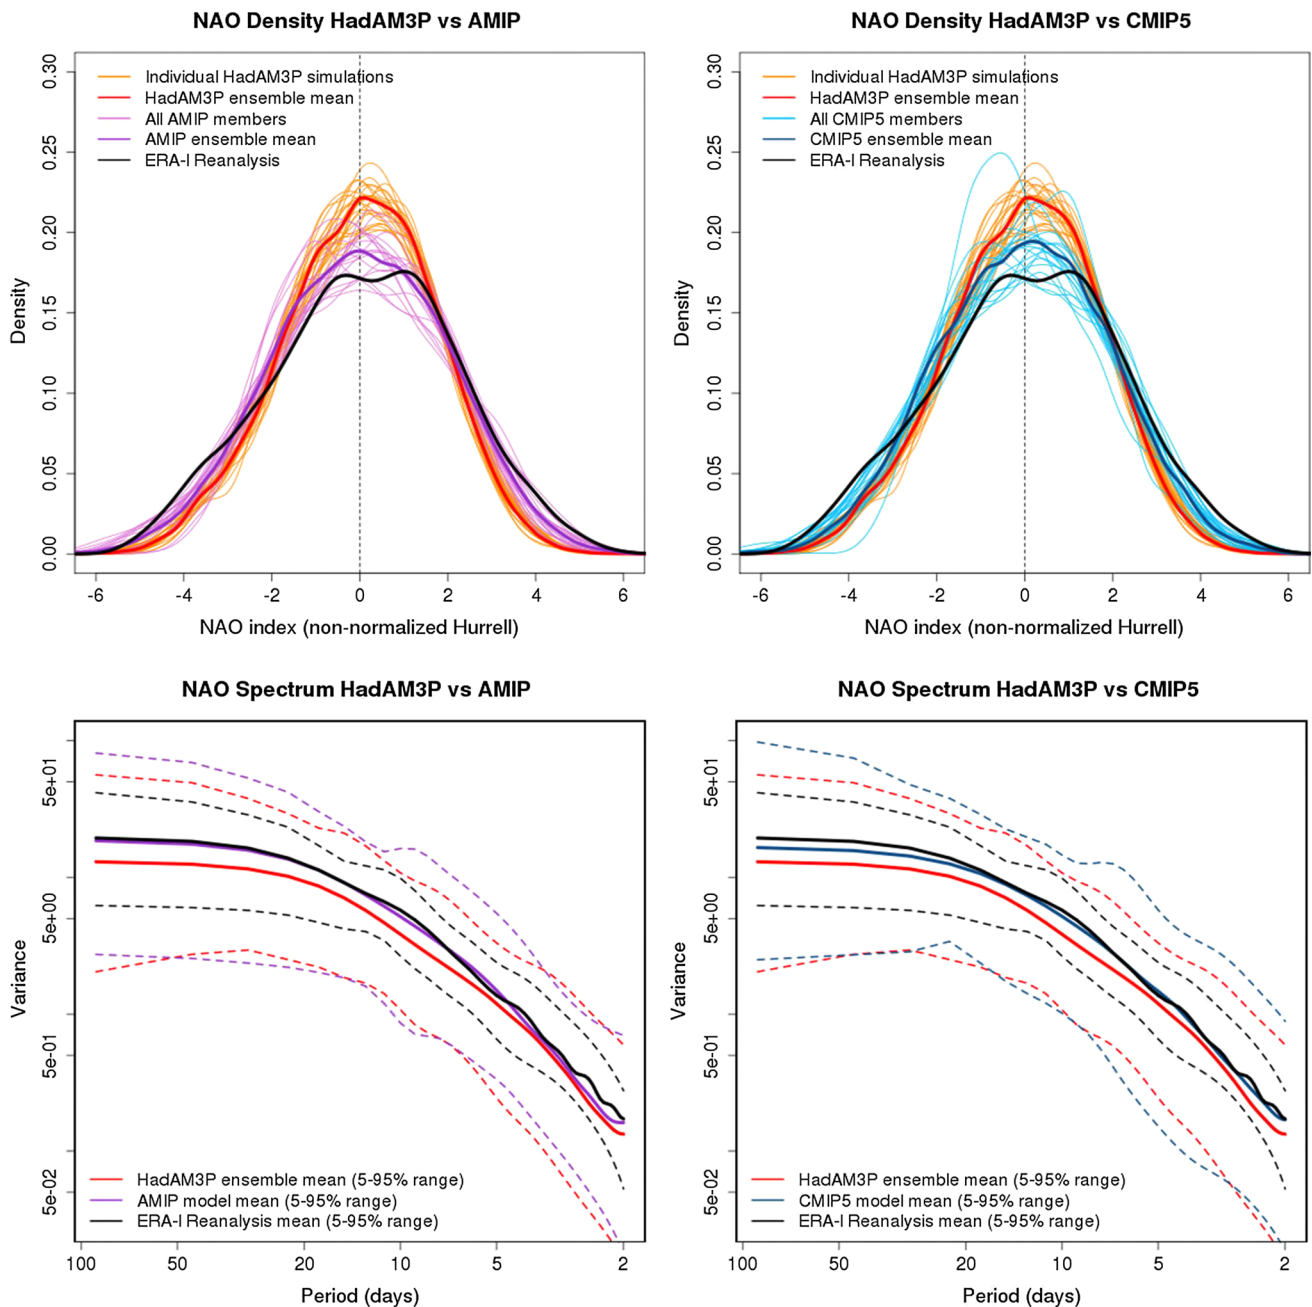 NAO Density HadAM3P vs AMIP
Individual HadAM3P simulations
HadAM3P ensemble mean
All AMIP members
AMIP ensemble mean
ERA-I Reanalysis
0.30
0.25
0.20
0.15
0.10
0.05
0.00
Density
-6 -4 -2 0 2 4 6
NAO index (non-normalized Hurrell)
NAO Density HadAM3P vs CMIP5
Individual HadAM3P simulations
HadAM3P ensemble mean
All CMIP5 members
CMIP5 ensemble mean
ERA-I Reanalysis
0.30
0.25
0.20
0.15
0.10
0.05
0.00
Density
-6 -4 -2 0 2 4 6
NAO index (non-normalized Hurrell)
NAO Spectrum HadAM3P vs AMIP
5e+01
5e+00
5e-01
5e-02
Variance
HadAM3P ensemble mean (5-95% range)
AMIP model mean (5-95% range)
ERA-I Reanalysis mean (5-95% range)
100 50 20 10 5 2
Period (days)
NAO Spectrum HadAM3P vs CMIP5
5e+01
5e+00
5e-01
5e-02
Variance
HadAM3P ensemble mean (5-95% range)
CMIP5 model mean (5-95% range)
ERA-I Reanalysis mean (5-95% range)
100 50 20 10 5 2
Period (days)